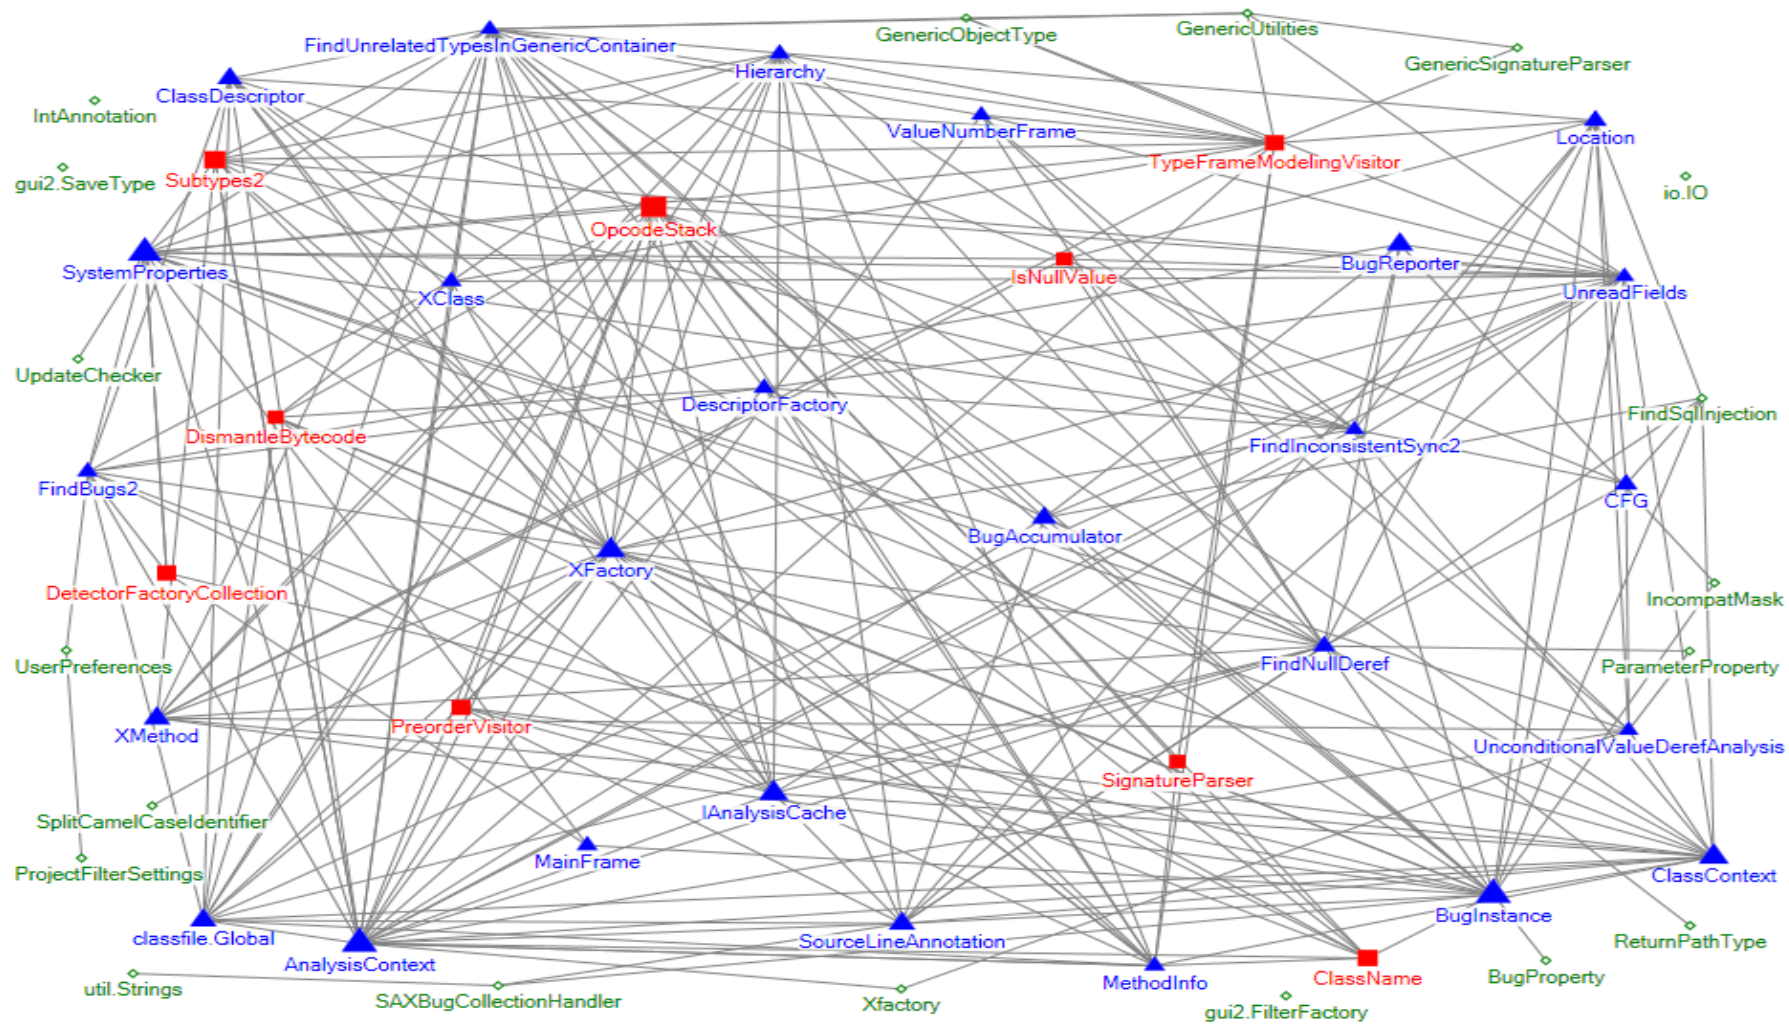 GenericObjectType
GenericUtilities
FindUnrelatedTypesInGenericContainer
GenericSignatureParser
Hierarchy
ClassDescriptor
IntAnnotation
ValueNumberFrame
Location
TypeFrameModelingVisitor
gui2.SaveType
Subtypes2
io.IO
OpcodeStack
BugReporter
SystemProperties
IsNullValue
XClass
UnreadFields
UpdateChecker
DescriptorFactory
FindSqlInjection
DismantleBytecode
FindInconsistentSync2
FindBugs2
CFG
BugAccumulator
XFactory
DetectorFactoryCollection
IncompatMask
UserPreferences
FindNullDeref
ParameterProperty
PreorderVisitor
XMethod
UnconditionalValueDerefAnalysis
SignatureParser
IAnalysisCache
SplitCamelCaseIdentifier
MainFrame
ProjectFilterSettings
ClassContext
BugInstance
classfile.Global
SourceLineAnnotation
ReturnPathType
AnalysisContext
BugProperty
ClassName
MethodInfo
util.Strings
SAXBugCollectionHandler
Xfactory
gui2.FilterFactory